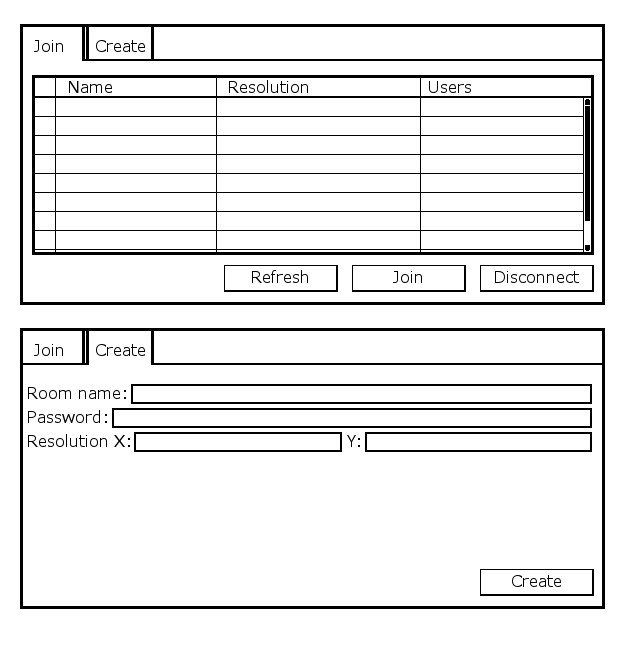 Join Create
Name Resolution Users
Refresh Join Disconnect
Join Create
Room name:
Password:
Resolution X: Y:
Create